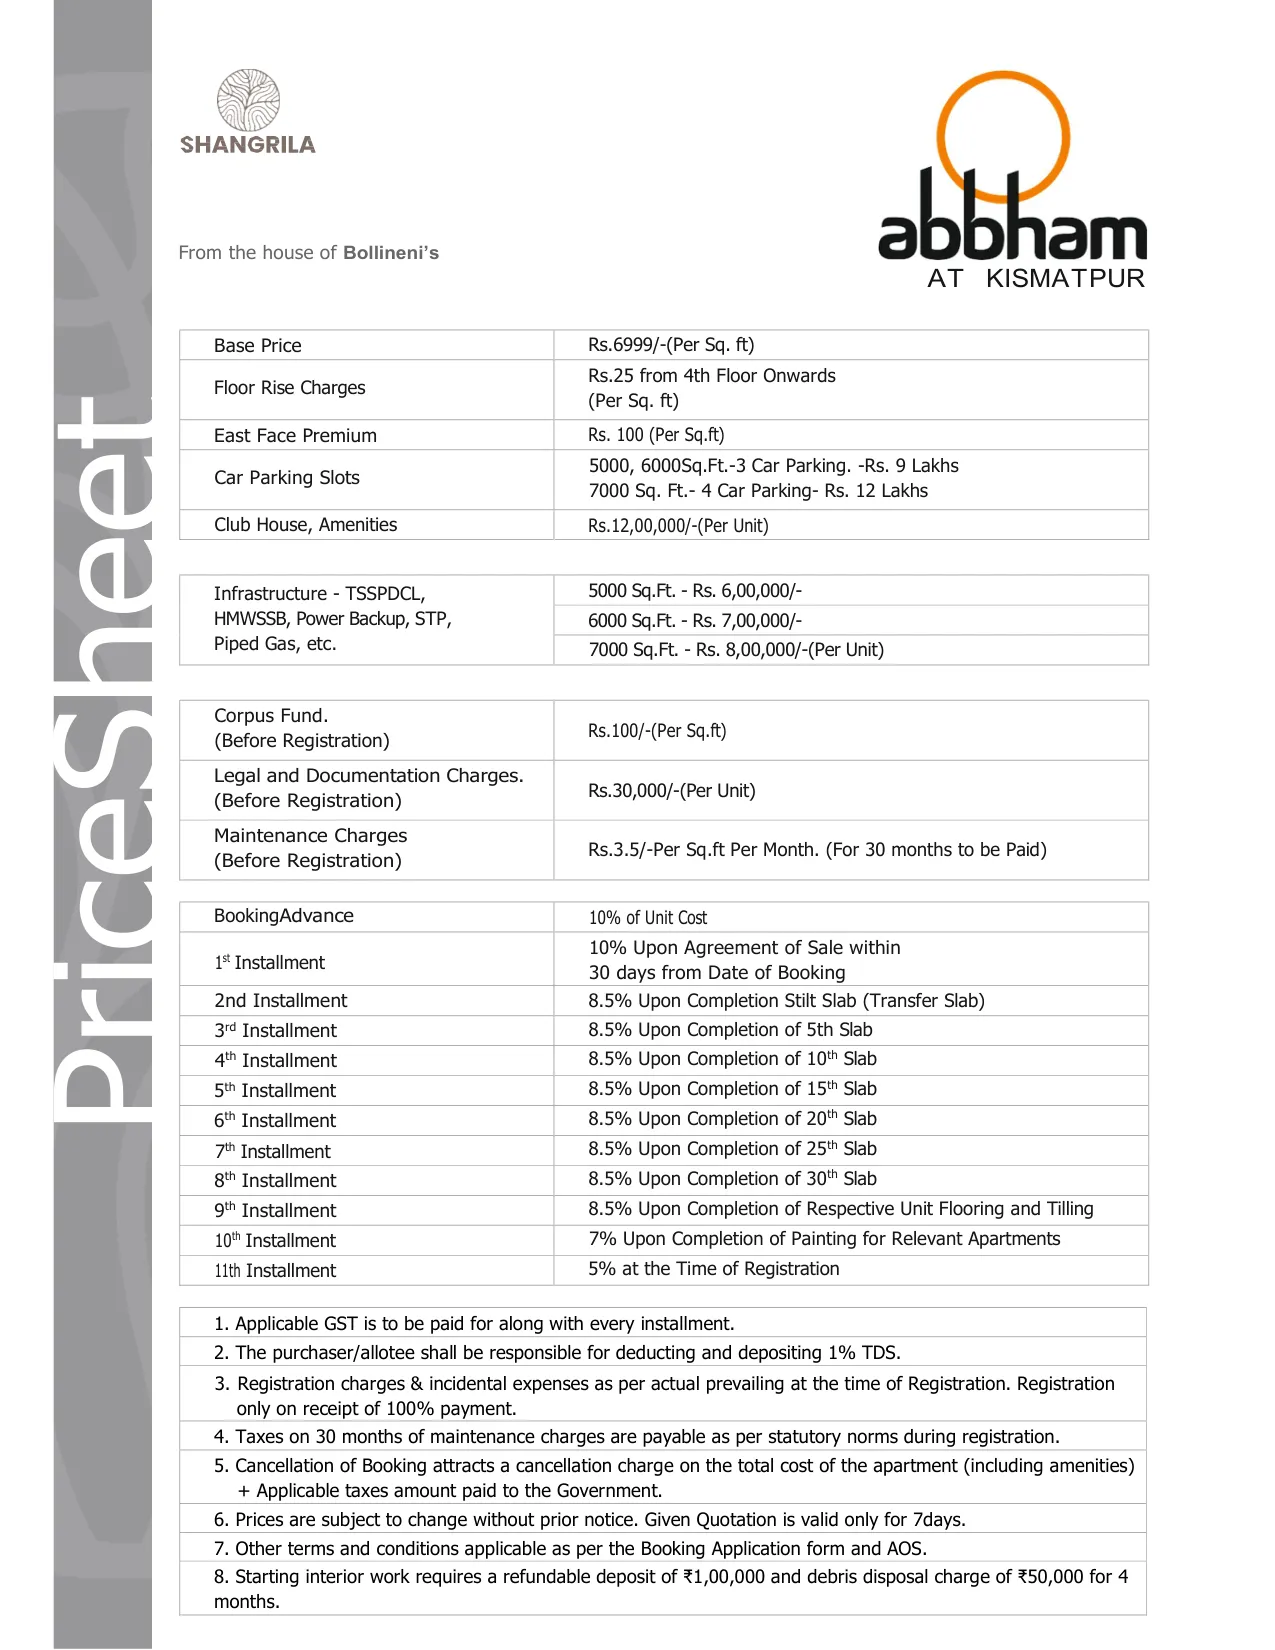 SHANGRILA
abbham
AT KISMATPUR
From the house of Bollineni's
PriceSheet
Base Price
Rs.6999/-(Per Sq. ft)
Floor Rise Charges
Rs.25 from 4th Floor Onwards
(Per Sq. ft)
East Face Premium
Rs. 100 (Per Sq.ft)
Car Parking Slots
5000, 6000Sq.Ft.-3 Car Parking. -Rs. 9 Lakhs
7000 Sq. Ft.- 4 Car Parking- Rs. 12 Lakhs
Club House, Amenities
Rs.12,00,000/-(Per Unit)
Infrastructure - TSSPDCL,
HMWSSB, Power Backup, STP,
Piped Gas, etc.
5000 Sq.Ft. - Rs. 6,00,000/-
6000 Sq.Ft. - Rs. 7,00,000/-
7000 Sq.Ft. - Rs. 8,00,000/-(Per Unit)
Corpus Fund.
(Before Registration)
Rs.100/-(Per Sq.ft)
Legal and Documentation Charges.
(Before Registration)
Rs.30,000/-(Per Unit)
Maintenance Charges
(Before Registration)
Rs.3.5/-Per Sq.ft Per Month. (For 30 months to be Paid)
BookingAdvance
10% of Unit Cost
1st Installment
10% Upon Agreement of Sale within
30 days from Date of Booking
2nd Installment
8.5% Upon Completion Stilt Slab (Transfer Slab)
3rd Installment
8.5% Upon Completion of 5th Slab
4th Installment
8.5% Upon Completion of 10th Slab
5th Installment
8.5% Upon Completion of 15th Slab
6th Installment
8.5% Upon Completion of 20th Slab
7th Installment
8.5% Upon Completion of 25th Slab
8th Installment
8.5% Upon Completion of 30th Slab
9th Installment
8.5% Upon Completion of Respective Unit Flooring and Tilling
10th Installment
7% Upon Completion of Painting for Relevant Apartments
11th Installment
5% at the Time of Registration
1. Applicable GST is to be paid for along with every installment.
2. The purchaser/allotee shall be responsible for deducting and depositing 1% TDS.
3. Registration charges & incidental expenses as per actual prevailing at the time of Registration. Registration
only on receipt of 100% payment.
4. Taxes on 30 months of maintenance charges are payable as per statutory norms during registration.
5. Cancellation of Booking attracts a cancellation charge on the total cost of the apartment (including amenities)
+ Applicable taxes amount paid to the Government.
6. Prices are subject to change without prior notice. Given Quotation is valid only for 7days.
7. Other terms and conditions applicable as per the Booking Application form and AOS.
8. Starting interior work requires a refundable deposit of ₹1,00,000 and debris disposal charge of ₹50,000 for 4
months.